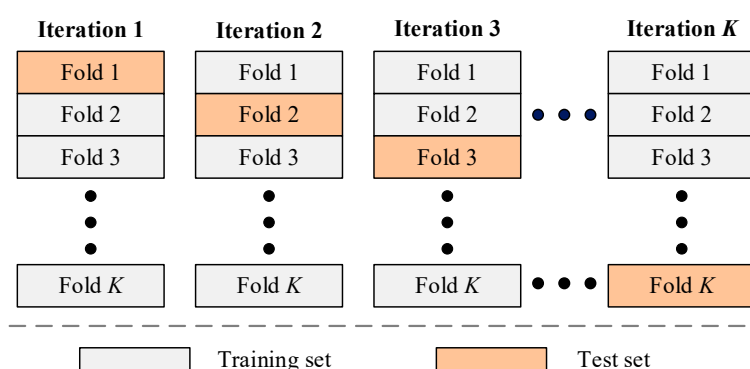 Iteration 1 Iteration 2 Iteration 3 Iteration K
Fold 1 Fold 1 Fold 1 Fold 1
Fold 2 Fold 2 Fold 2 Fold 2
Fold 3 Fold 3 Fold 3 Fold 3
Fold K Fold K Fold K Fold K
Training set Test set